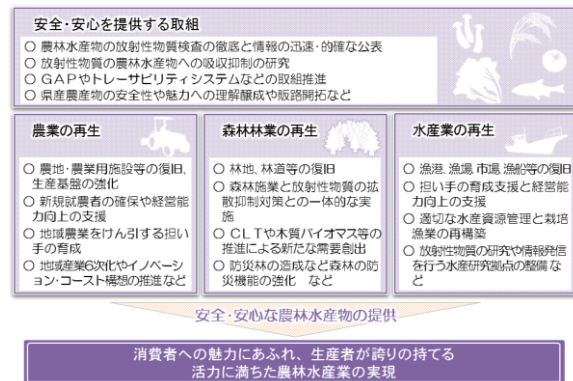 安全・安心を提供する取組
○ 農林水産物の放射性物質検査の徹底と情報の迅速・的確な公表
○ 放射性物質の農林水産物への吸収抑制の研究
○ GAPやトレーサビリティシステムなどの取組推進
○ 県産農産物の安全性や魅力への理解醸成や販路開拓など
農業の再生
○ 農地・農業用施設等の復旧、
生産基盤の強化
○ 新規就農者の確保や経営能
力向上の支援
○ 地域農業をけん引する担い
手の育成
○ 地域産業6次化やイノベーシ
ョン・コースト構想の推進など
森林林業の再生
○ 林地、林道等の復旧
○ 森林施業と放射性物質の拡
散抑制対策との一体的な実
施
○ CLTや木質バイオマス等の
推進による新たな需要創出
○ 防災林の造成など森林の防
災機能の強化 など
水産業の再生
○ 漁港、漁場、市場、漁船等の復旧
○ 担い手の育成支援と経営能
力向上の支援
○ 適切な水産資源管理と栽培
漁業の再構築
○ 放射性物質の研究や情報発信
を行う水産研究拠点の整備な
ど
安全・安心な農林水産物の提供
消費者への魅力にあふれ、生産者が誇りの持てる
活力に満ちた農林水産業の実現